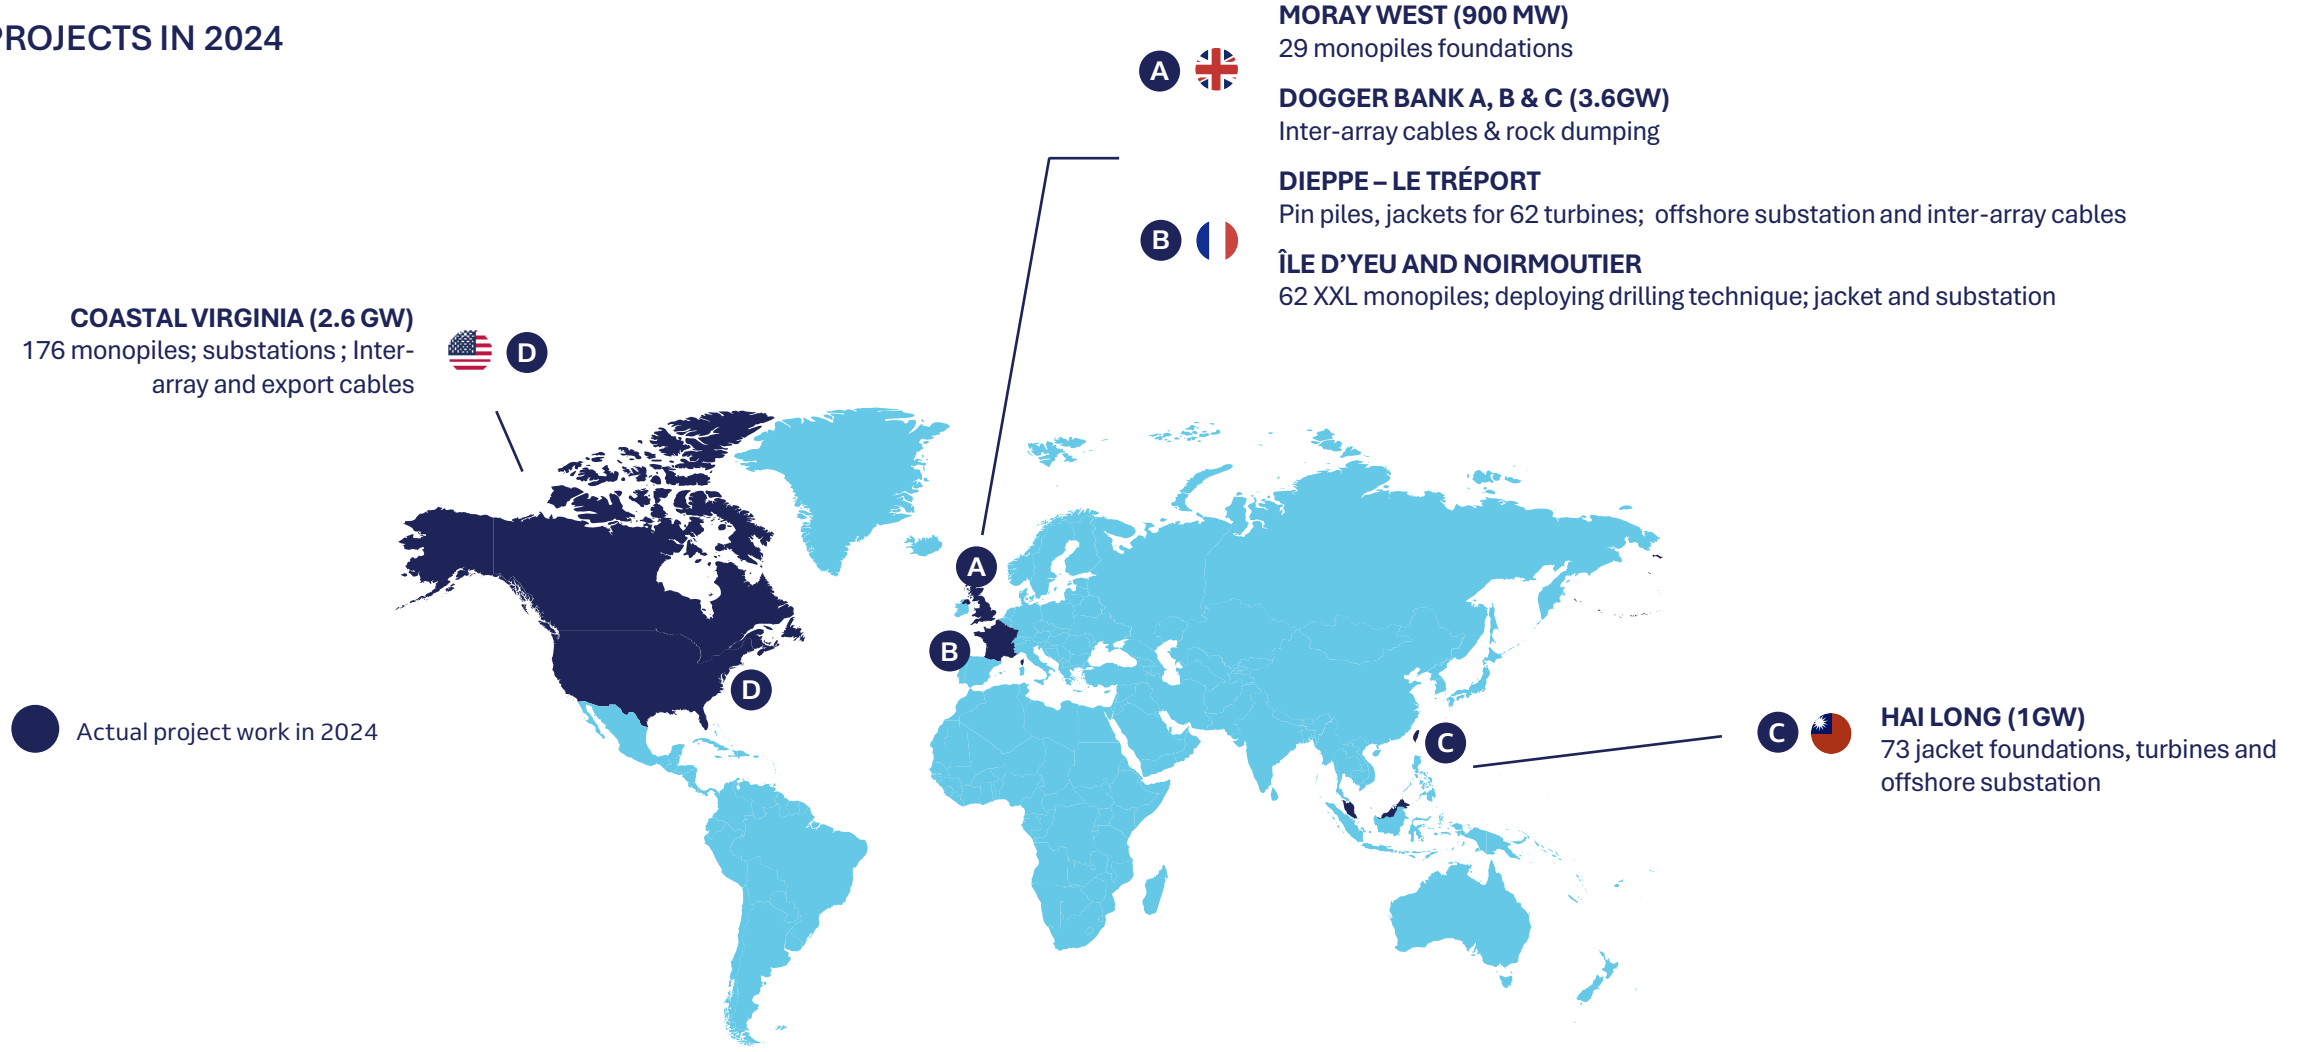 PROJECTS IN 2024
A
MORAY WEST (900 MW)
29 monopiles foundations
DOGGER BANK A, B & C (3.6GW)
Inter-array cables & rock dumping
B
DIEPPE – LE TRÉPORT
Pin piles, jackets for 62 turbines; offshore substation and inter-array cables
ÎLE D’YEU AND NOIRMOUTIER
62 XXL monopiles; deploying drilling technique; jacket and substation
COASTAL VIRGINIA (2.6 GW)
176 monopiles; substations ; Inter-
array and export cables
D
A
B
D
C
Actual project work in 2024
C
HAI LONG (1GW)
73 jacket foundations, turbines and
offshore substation